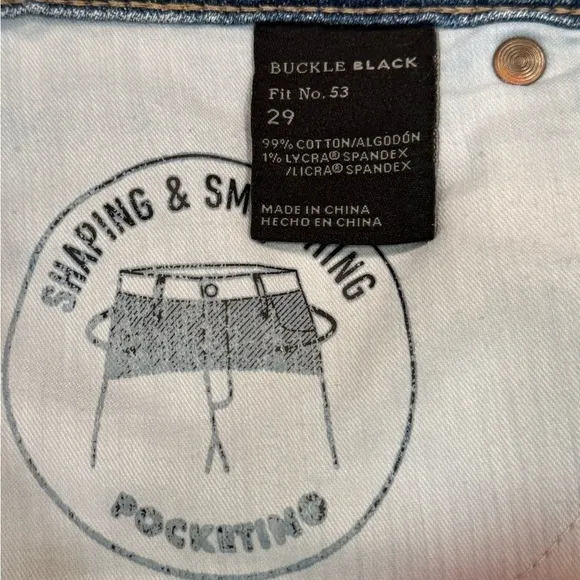 BUCKLE BLACK
Fit No. 53
29
99% COTTON/ALGODÓN
1% LYCRA® SPANDEX
/LICRA® SPANDEX
MADE IN CHINA
HECHO EN CHINA
SHAPING & SM HING
POCKETING